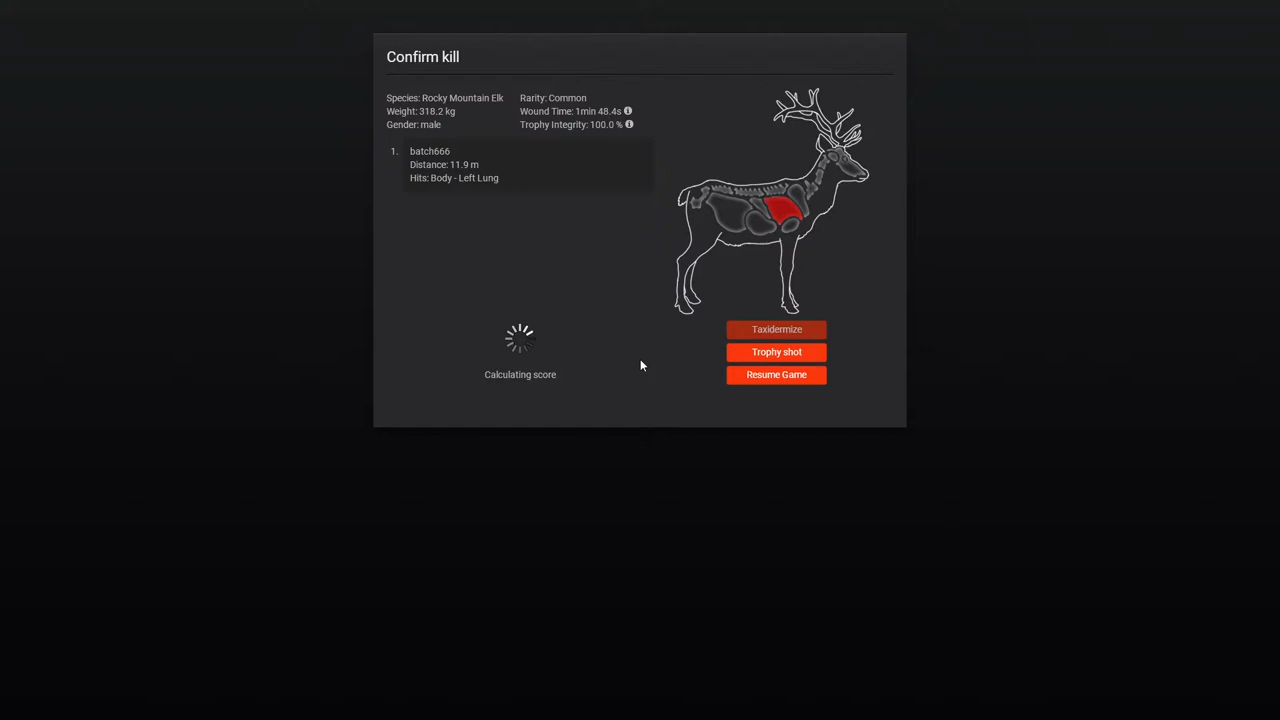 Confirm kill
Species: Rocky Mountain Elk
Weight: 318.2 kg
Gender: male
Rarity: Common
Wound Time: 1min 48.4s
Trophy Integrity: 100.0 %
1.
batch666
Distance: 11.9 m
Hits: Body - Left Lung
Calculating score
Taxidermize
Trophy shot
Resume Game